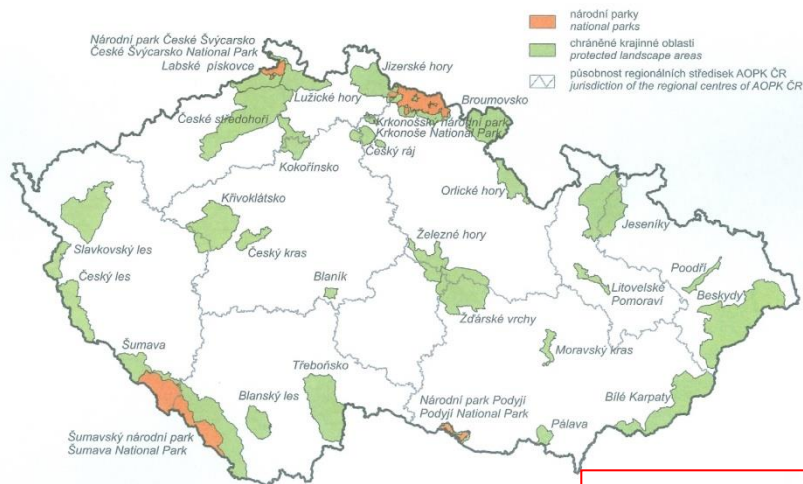 národní parky
national parks
chráněné krajinné oblasti
protected landscape areas
působnost regionálních středisek AOPK ČR
jurisdiction of the regional centres of AOPK ČR
Národní park České Švýcarsko
České Švýcarsko National Park
Labské pískovce
Jizerské hory
Lužické hory
Broumovsko
České středohoří
Krkonošský národní park
Krkonoše National Park
Český ráj
Kokořínsko
Orlické hory
Křivoklátsko
Jeseníky
Slavkovský les
Český kras
Železné hory
Český les
Blaník
Litovelské
Pomoraví
Poodří
Beskydy
Žďárské vrchy
Šumava
Moravský kras
Třeboňsko
Blanský les
Národní park Podyjí
Podyjí National Park
Pálava
Bílé Karpaty
Šumavský národní park
Šumava National Park